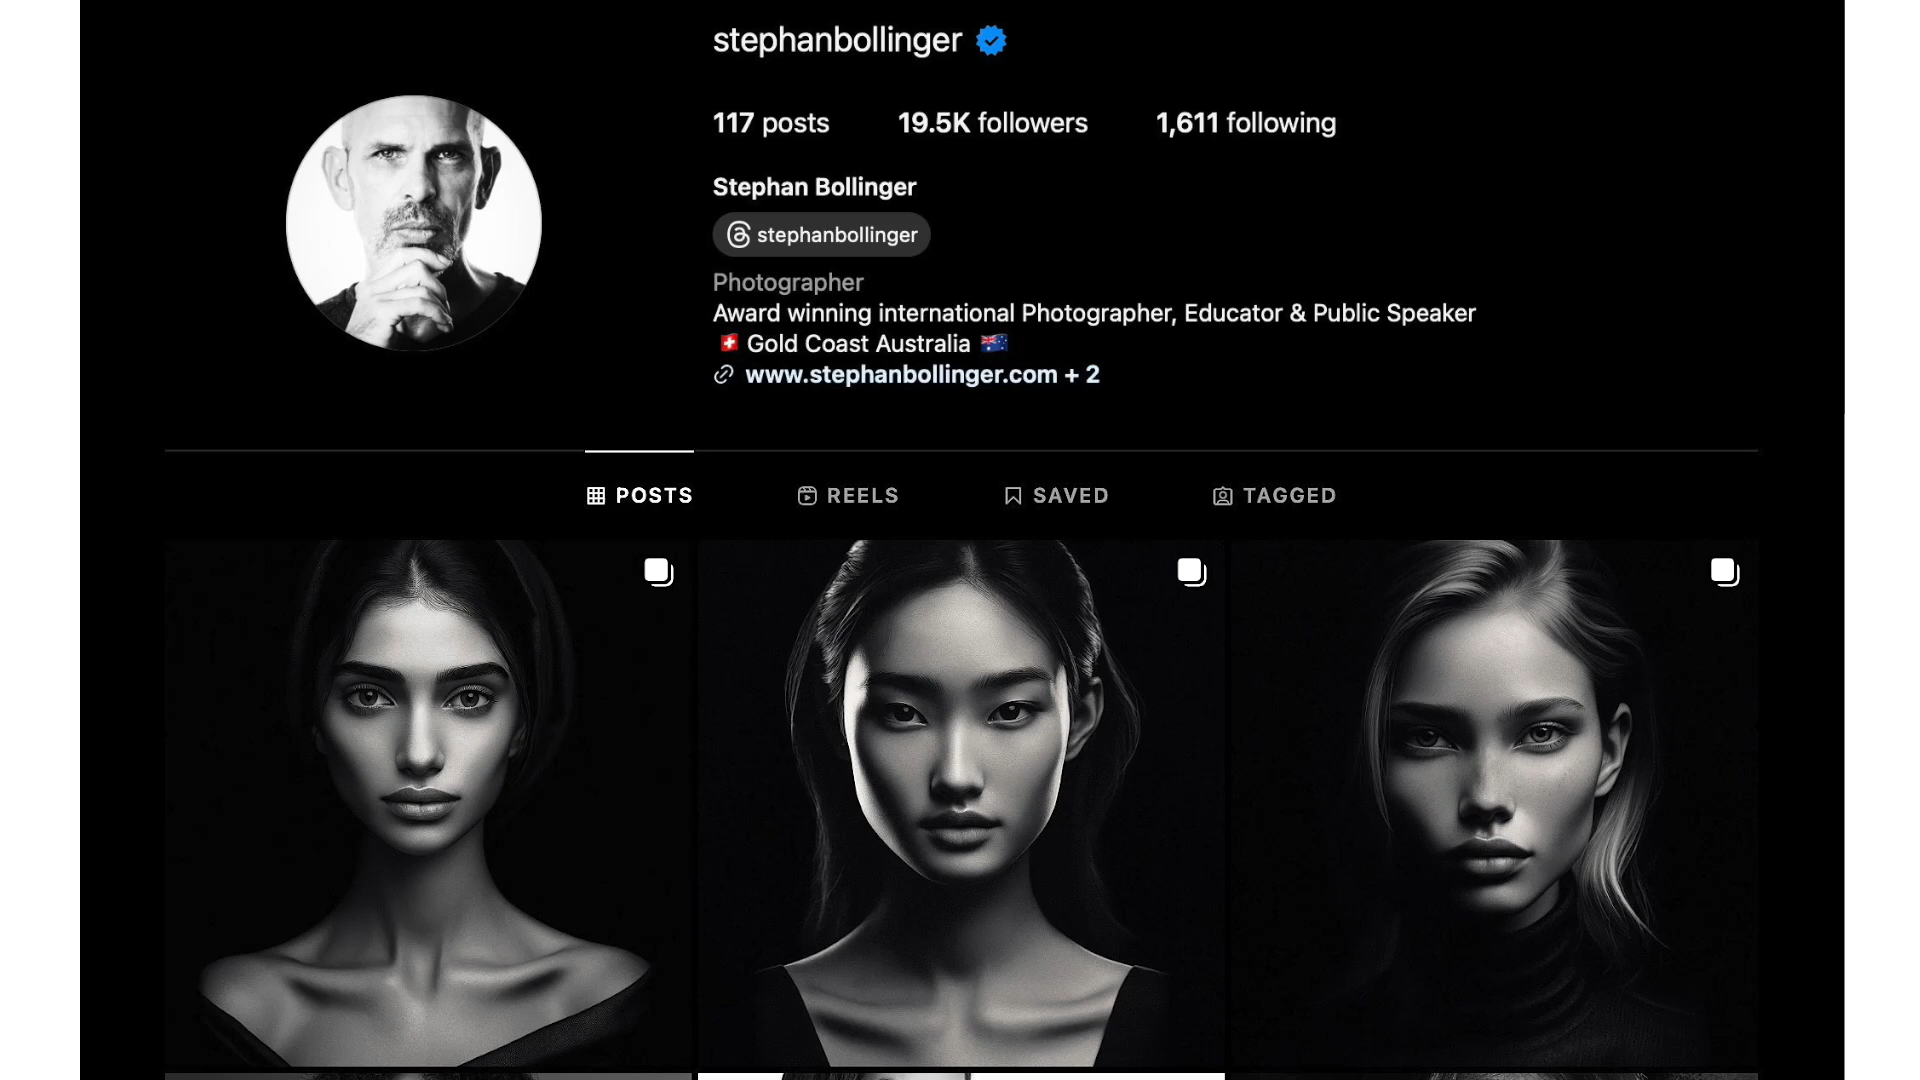 stephanbollinger
117 posts 19.5K followers 1,611 following
Stephan Bollinger
stephanbollinger
Photographer
Award winning international Photographer, Educator & Public Speaker
🇨🇭 Gold Coast Australia 🇦🇺
www.stephanbollinger.com + 2
POSTS REELS SAVED TAGGED